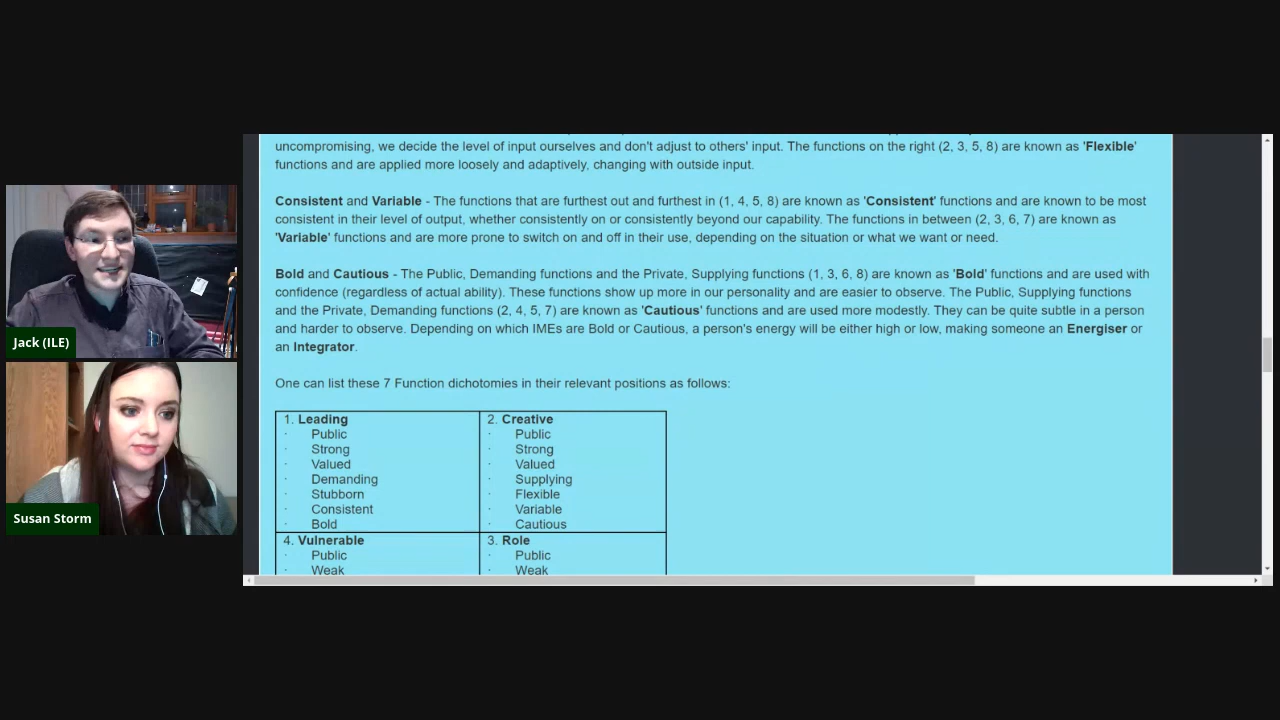 uncompromising, we decide the level of input ourselves and don't adjust to others' input. The functions on the right (2, 3, 5, 8) are known as 'Flexible'
functions and are applied more loosely and adaptively, changing with outside input.
Consistent and Variable - The functions that are furthest out and furthest in (1, 4, 5, 8) are known as 'Consistent' functions and are known to be most
consistent in their level of output, whether consistently on or consistently beyond our capability. The functions in between (2, 3, 6, 7) are known as
'Variable' functions and are more prone to switch on and off in their use, depending on the situation or what we want or need.
Bold and Cautious - The Public, Demanding functions and the Private, Supplying functions (1, 3, 6, 8) are known as 'Bold' functions and are used with
confidence (regardless of actual ability). These functions show up more in our personality and are easier to observe. The Public, Supplying functions
and the Private, Demanding functions (2, 4, 5, 7) are known as 'Cautious' functions and are used more modestly. They can be quite subtle in a person
and harder to observe. Depending on which IMEs are Bold or Cautious, a person's energy will be either high or low, making someone an Energiser or
an Integrator.
One can list these 7 Function dichotomies in their relevant positions as follows:
1. Leading
· Public
· Strong
· Valued
· Demanding
· Stubborn
· Consistent
· Bold
2. Creative
· Public
· Strong
· Valued
· Supplying
· Flexible
· Variable
· Cautious
4. Vulnerable
· Public
· Weak
3. Role
· Public
· Weak
Jack (ILE)
Susan Storm